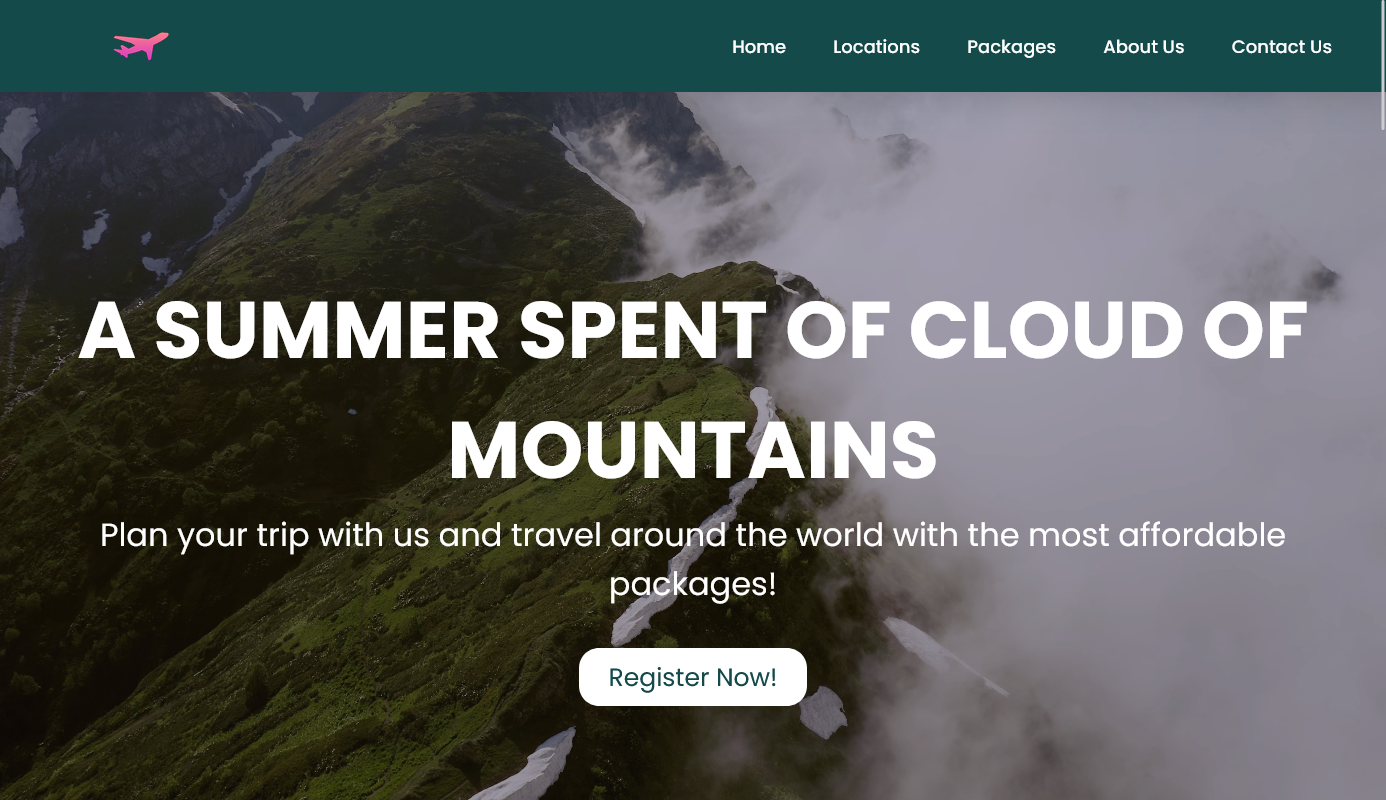 Home Locations Packages About Us Contact Us
A SUMMER SPENT OF CLOUD OF
MOUNTAINS
Plan your trip with us and travel around the world with the most affordable
packages!
Register Now!